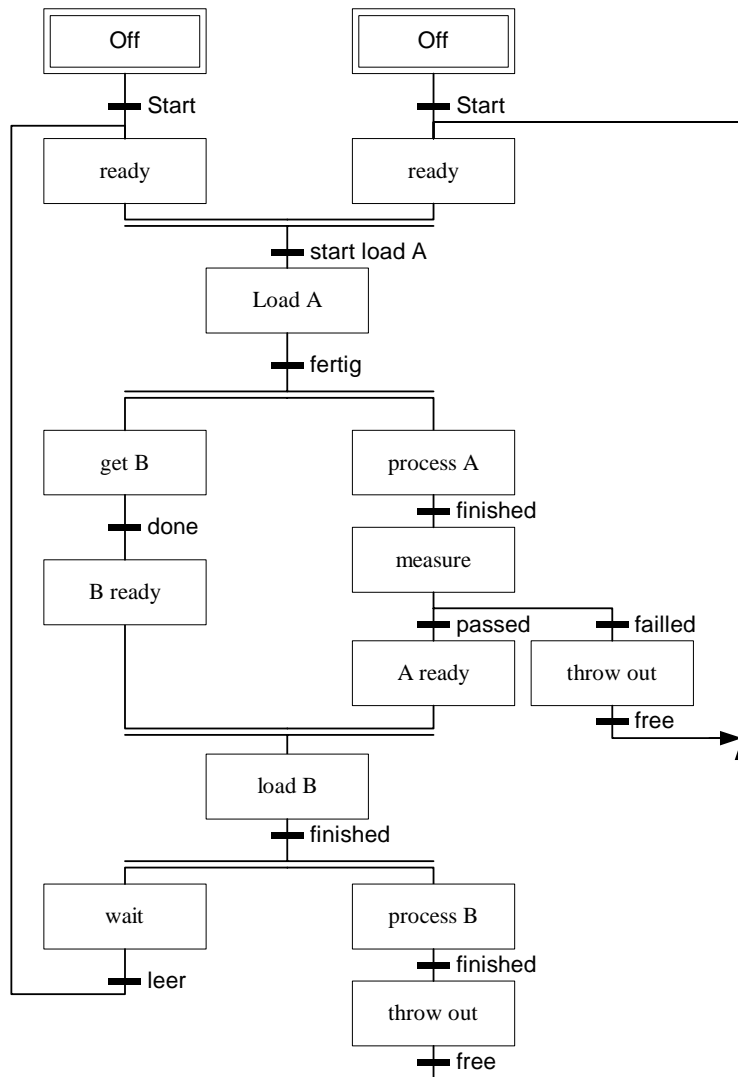 Off
Off
Start
Start
ready
ready
start load A
Load A
fertig
get B
process A
done
finished
measure
B ready
passed
failled
A ready
throw out
free
load B
finished
wait
process B
leer
finished
throw out
free